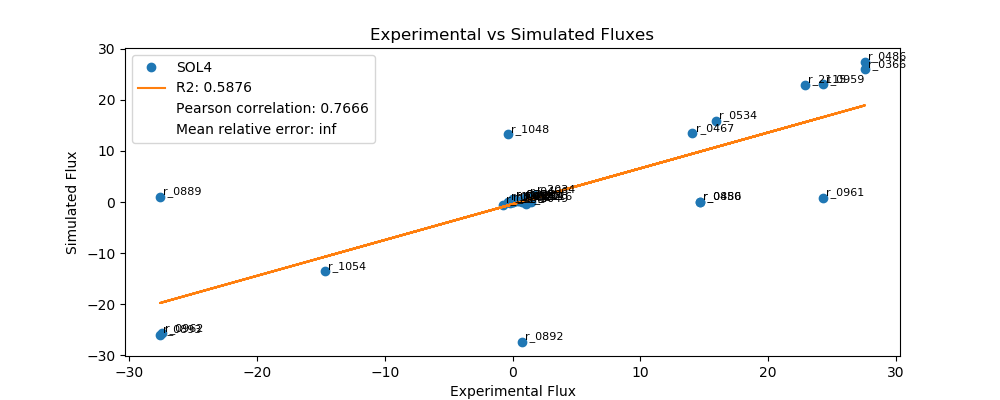 Experimental vs Simulated Fluxes
SOL4
R2: 0.5876
Pearson correlation: 0.7666
Mean relative error: inf
r_0486
r_0366
r_0959
r_0534
r_0467
r_1048
r_0889
r_0961
r_1054
r_0962
r_0892
30
20
10
0
−10
−20
−30
Simulated Flux
−30
−20
−10
0
10
20
30
Experimental Flux